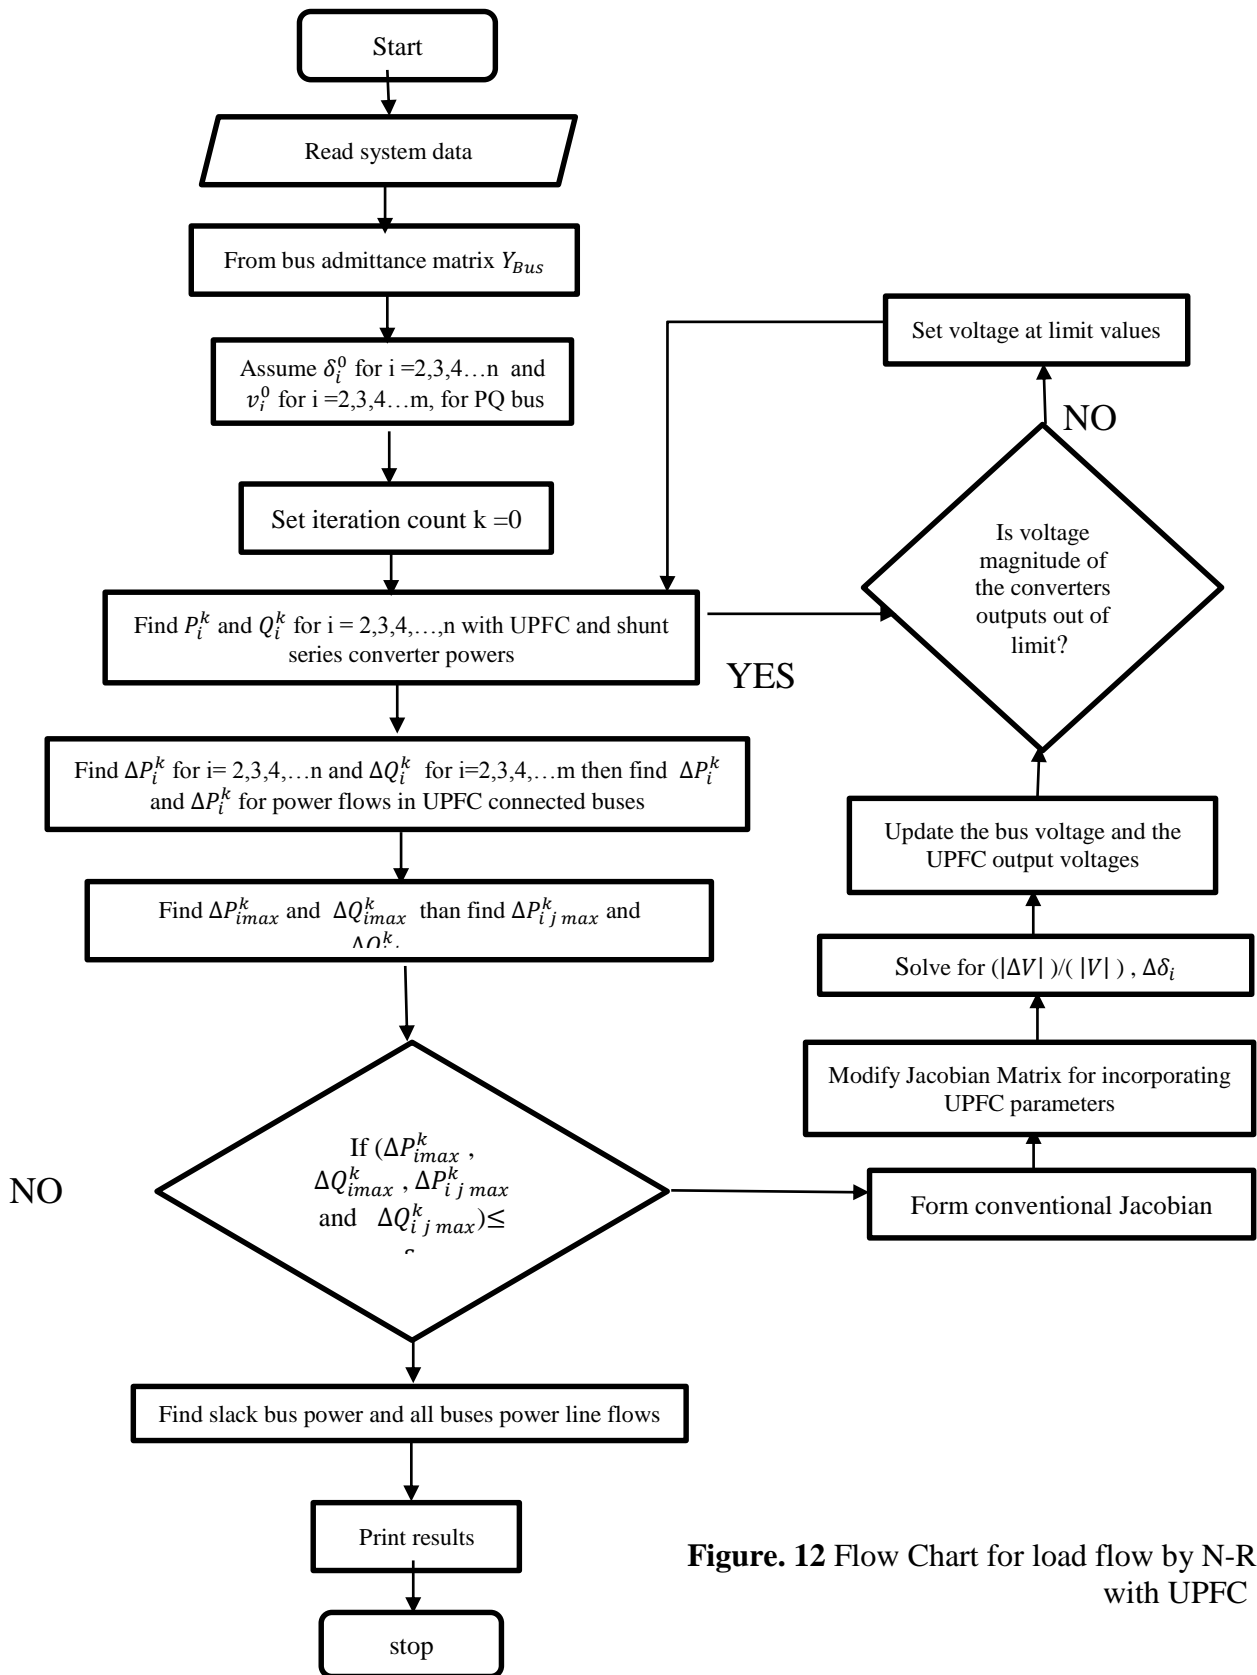 Start
Read system data
From bus admittance matrix Y_Bus
Assume δ_i^0 for i =2,3,4…n and
v_i^0 for i =2,3,4…m, for PQ bus
Set iteration count k =0
Find P_i^k and Q_i^k for i = 2,3,4,…,n with UPFC and shunt
series converter powers
YES
Find ΔP_i^k for i= 2,3,4,…n and ΔQ_i^k for i=2,3,4,…m then find ΔP_i^k
and ΔP_i^k for power flows in UPFC connected buses
Find ΔP_imax^k and ΔQ_imax^k than find ΔP_i j max^k and
If (ΔP_imax^k ,
ΔQ_imax^k , ΔP_i j max^k
and ΔQ_i j max^k)≤
NO
Find slack bus power and all buses power line flows
Print results
stop
Set voltage at limit values
NO
Is voltage
magnitude of
the converters
outputs out of
limit?
Update the bus voltage and the
UPFC output voltages
Solve for (|ΔV| )/( |V| ) , Δδ_i
Modify Jacobian Matrix for incorporating
UPFC parameters
Form conventional Jacobian
Figure. 12 Flow Chart for load flow by N-R
with UPFC